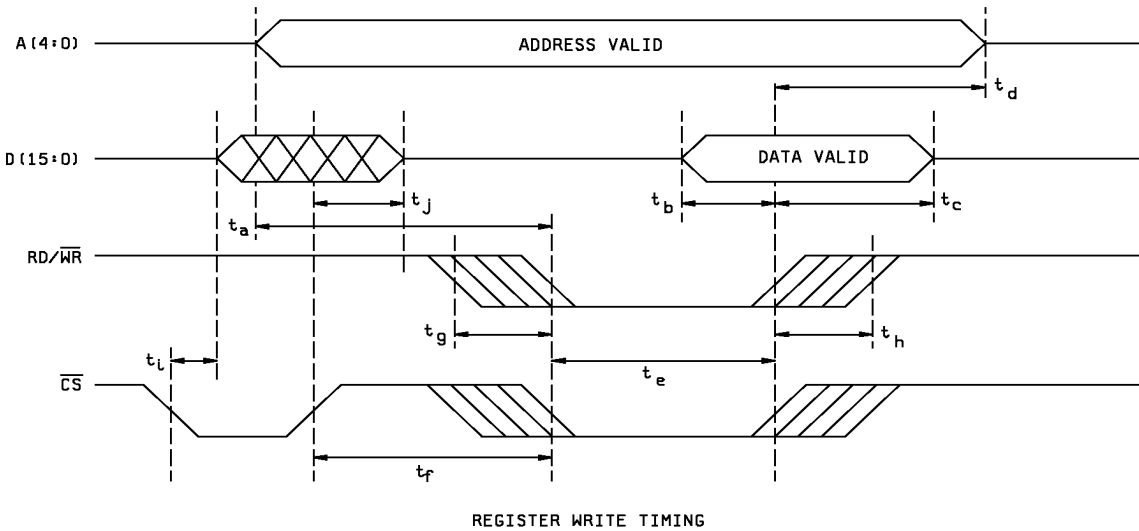 A(4:0)
ADDRESS VALID
t_d
D(15:0)
DATA VALID
t_j
t_b
t_c
t_a
RD/W̅R̅
t_g
t_h
t_i
t_e
C̅S̅
t_f
REGISTER WRITE TIMING